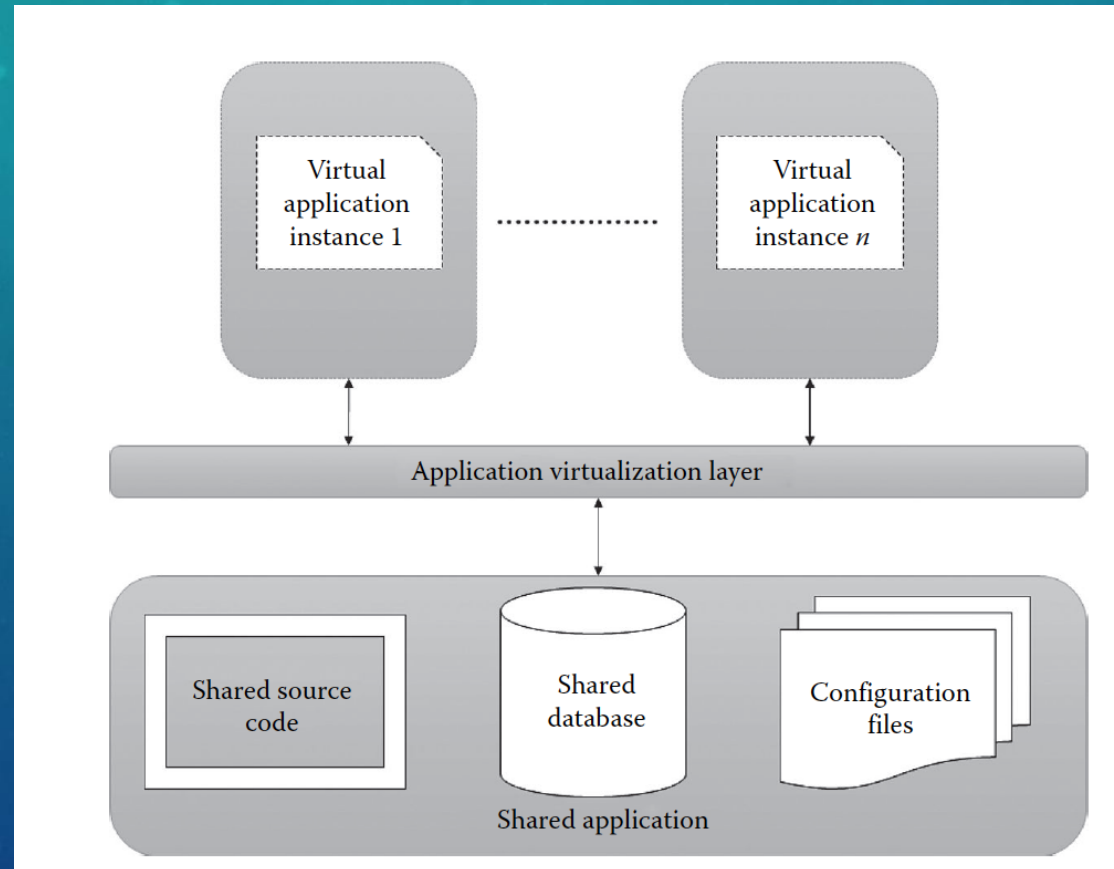 Virtual
application
instance 1
Virtual
application
instance n
Application virtualization layer
Shared source
code
Shared
database
Configuration
files
Shared application